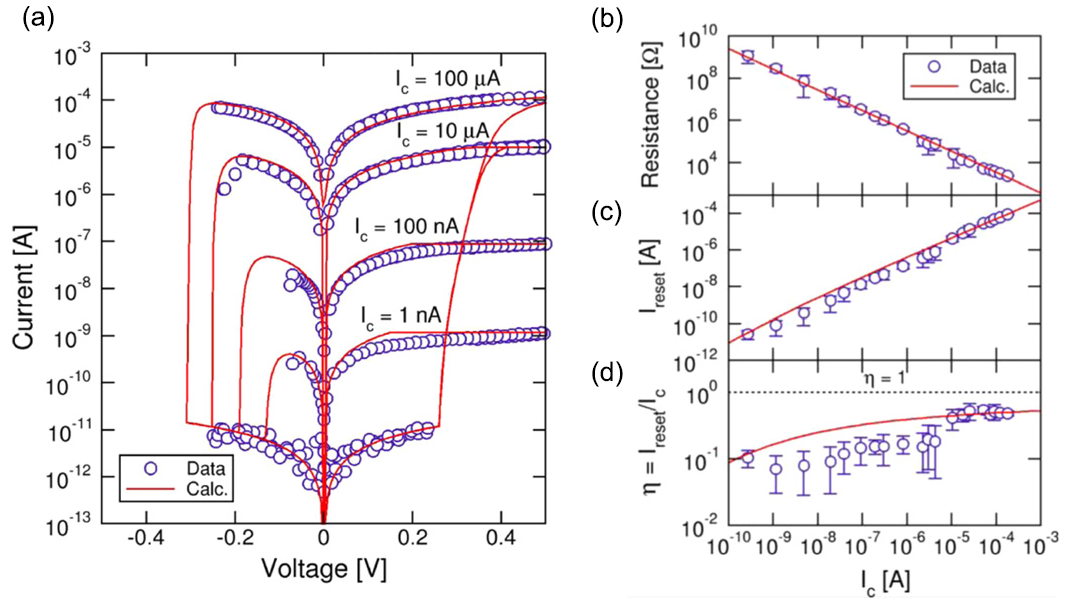 (a)
10^-3
10^-4
10^-5
10^-6
10^-7
10^-8
10^-9
10^-10
10^-11
10^-12
10^-13
Current [A]
I_c = 100 μA
I_c = 10 μA
I_c = 100 nA
I_c = 1 nA
Data
Calc.
-0.4 -0.2 0 0.2 0.4
Voltage [V]
(b)
10^10
10^8
10^6
10^4
Resistance [Ω]
Data
Calc.
(c)
10^-4
10^-6
10^-8
10^-10
10^-12
I_reset [A]
(d)
10^0
10^-1
10^-2
η = I_reset/I_c
η = 1
10^-10 10^-9 10^-8 10^-7 10^-6 10^-5 10^-4 10^-3
I_c [A]